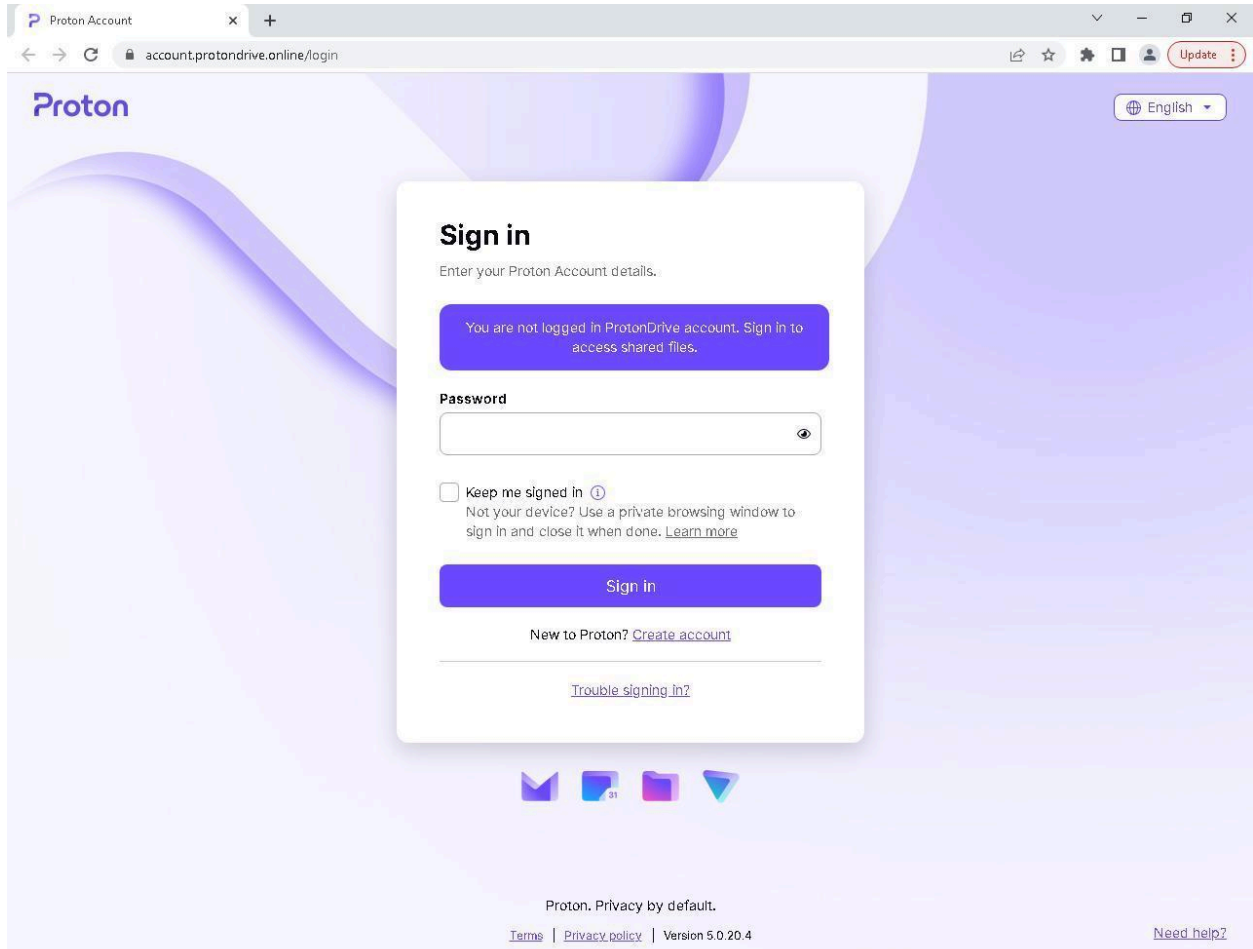 Proton Account
account.protondrive.online/login
Update
Proton
English
Sign in
Enter your Proton Account details.
You are not logged in ProtonDrive account. Sign in to
access shared files.
Password
Keep me signed in
Not your device? Use a private browsing window to
sign in and close it when done. Learn more
Sign in
New to Proton? Create account
Trouble signing in?
31
Proton. Privacy by default.
Terms | Privacy policy | Version 5.0.20.4
Need help?